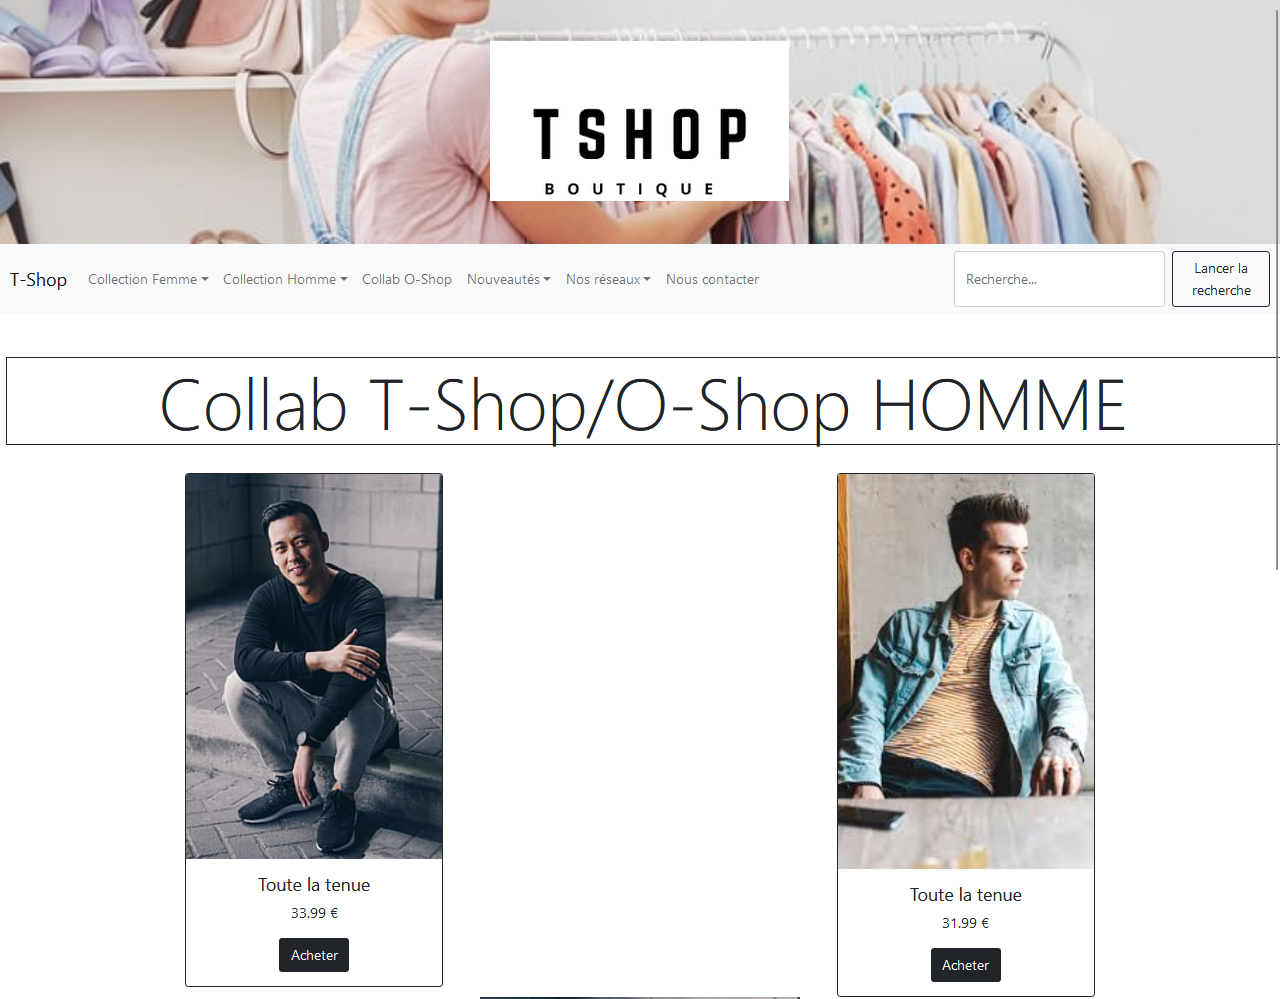 TSHOP
BOUTIQUE
T-Shop Collection Femme Collection Homme Collab O-Shop Nouveautés Nos réseaux Nous contacter Recherche... Lancer la
recherche
Collab T-Shop/O-Shop HOMME
Toute la tenue
33.99 €
Acheter
Toute la tenue
31.99 €
Acheter